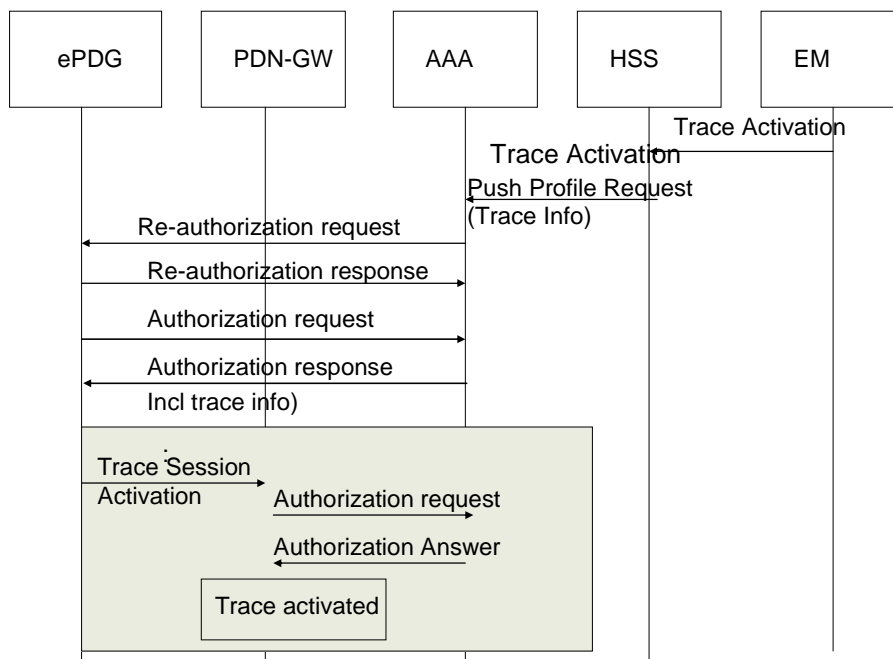 ePDG
PDN-GW
AAA
HSS
EM
Trace Activation
Trace Activation
Push Profile Request
(Trace Info)
Re-authorization request
Re-authorization response
Authorization request
Authorization response
Incl trace info)
:
Trace Session
Activation
Authorization request
Authorization Answer
Trace activated